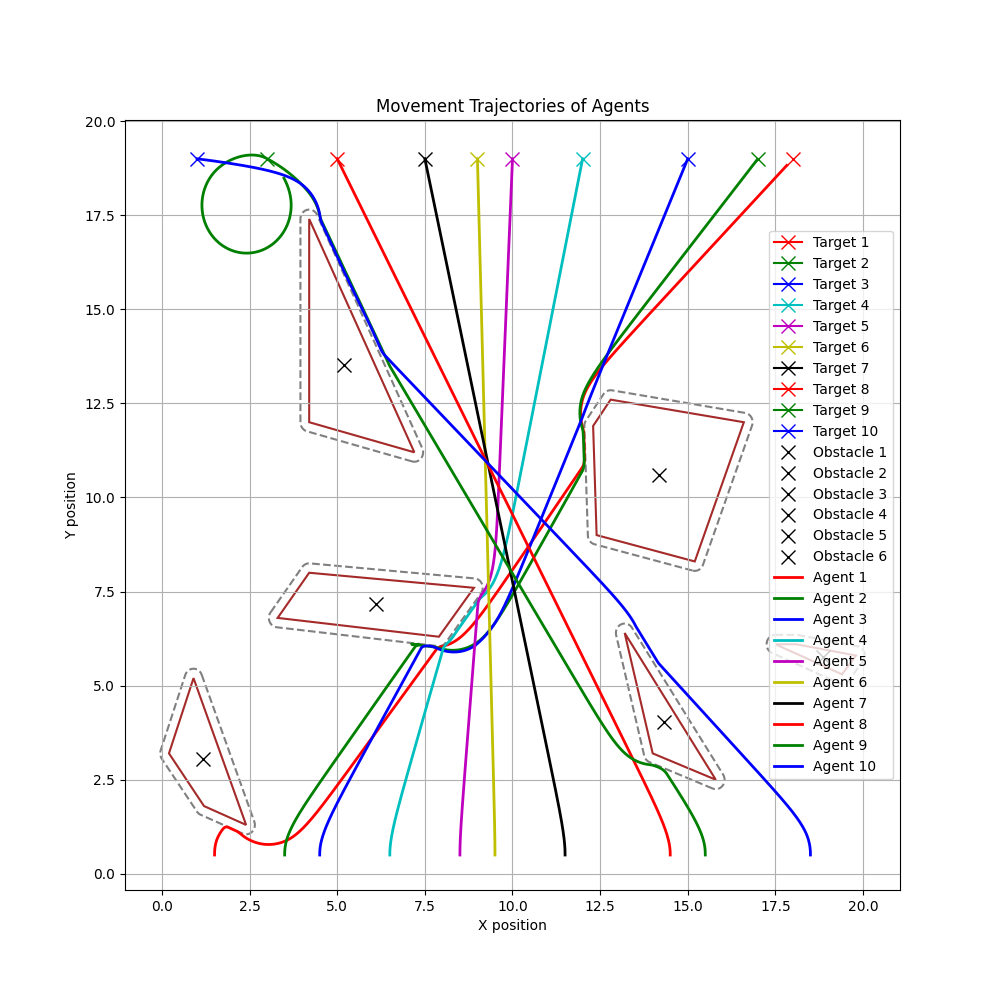 Movement Trajectories of Agents
20.0
17.5
15.0
12.5
10.0
7.5
5.0
2.5
0.0
Y position
0.0 2.5 5.0 7.5 10.0 12.5 15.0 17.5 20.0
X position
Target 1
Target 2
Target 3
Target 4
Target 5
Target 6
Target 7
Target 8
Target 9
Target 10
Obstacle 1
Obstacle 2
Obstacle 3
Obstacle 4
Obstacle 5
Obstacle 6
Agent 1
Agent 2
Agent 3
Agent 4
Agent 5
Agent 6
Agent 7
Agent 8
Agent 9
Agent 10